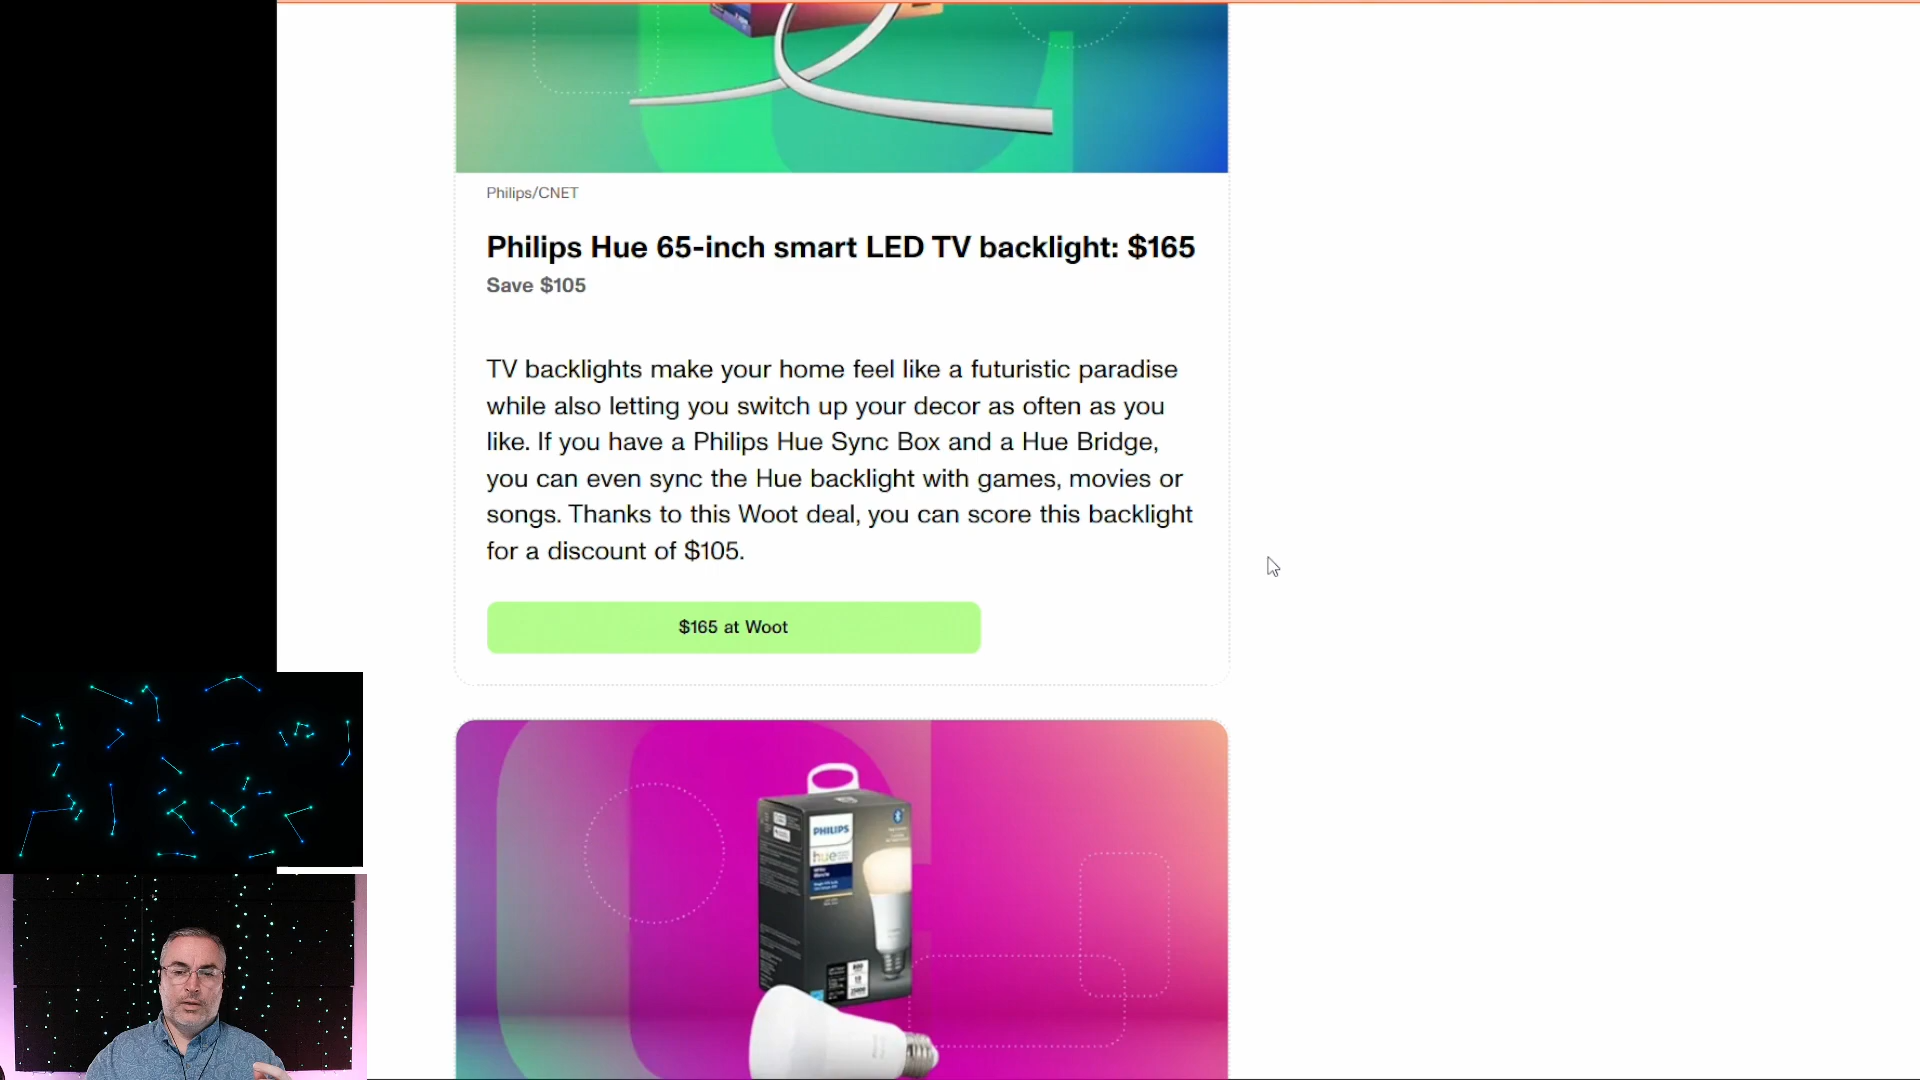 Philips/CNET
Philips Hue 65-inch smart LED TV backlight: $165
Save $105
TV backlights make your home feel like a futuristic paradise
while also letting you switch up your decor as often as you
like. If you have a Philips Hue Sync Box and a Hue Bridge,
you can even sync the Hue backlight with games, movies or
songs. Thanks to this Woot deal, you can score this backlight
for a discount of $105.
$165 at Woot
PHILIPS
hue